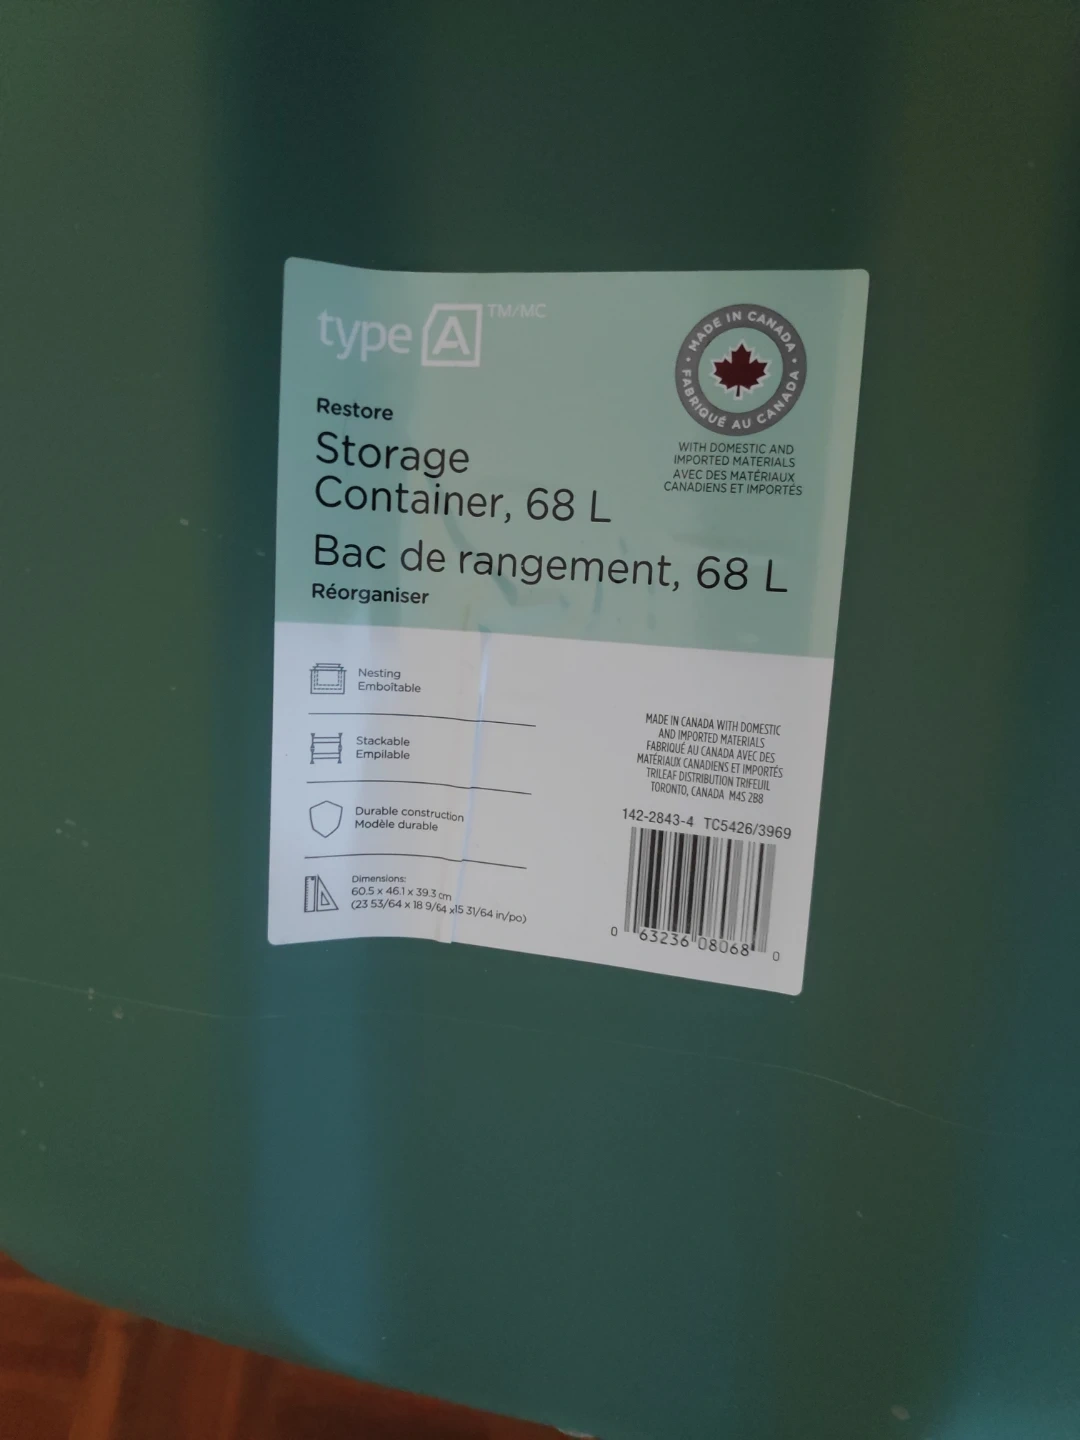 type A TM/MC
Restore
Storage
Container, 68 L
Bac de rangement, 68 L
Réorganiser
MADE IN CANADA • FABRIQUÉ AU CANADA •
WITH DOMESTIC AND
IMPORTED MATERIALS
AVEC DES MATÉRIAUX
CANADIENS ET IMPORTÉS
Nesting
Emboîtable
Stackable
Empilable
Durable construction
Modèle durable
Dimensions:
60.5 x 46.1 x 39.3 cm
(23 53/64 x 18 9/64 x15 31/64 in/po)
MADE IN CANADA WITH DOMESTIC
AND IMPORTED MATERIALS
FABRIQUÉ AU CANADA AVEC DES
MATÉRIAUX CANADIENS ET IMPORTÉS
TRILEAF DISTRIBUTION TRIFEUIL
TORONTO, CANADA M4S 2B8
142-2843-4 TC5426/3969
0 63236 08068 0